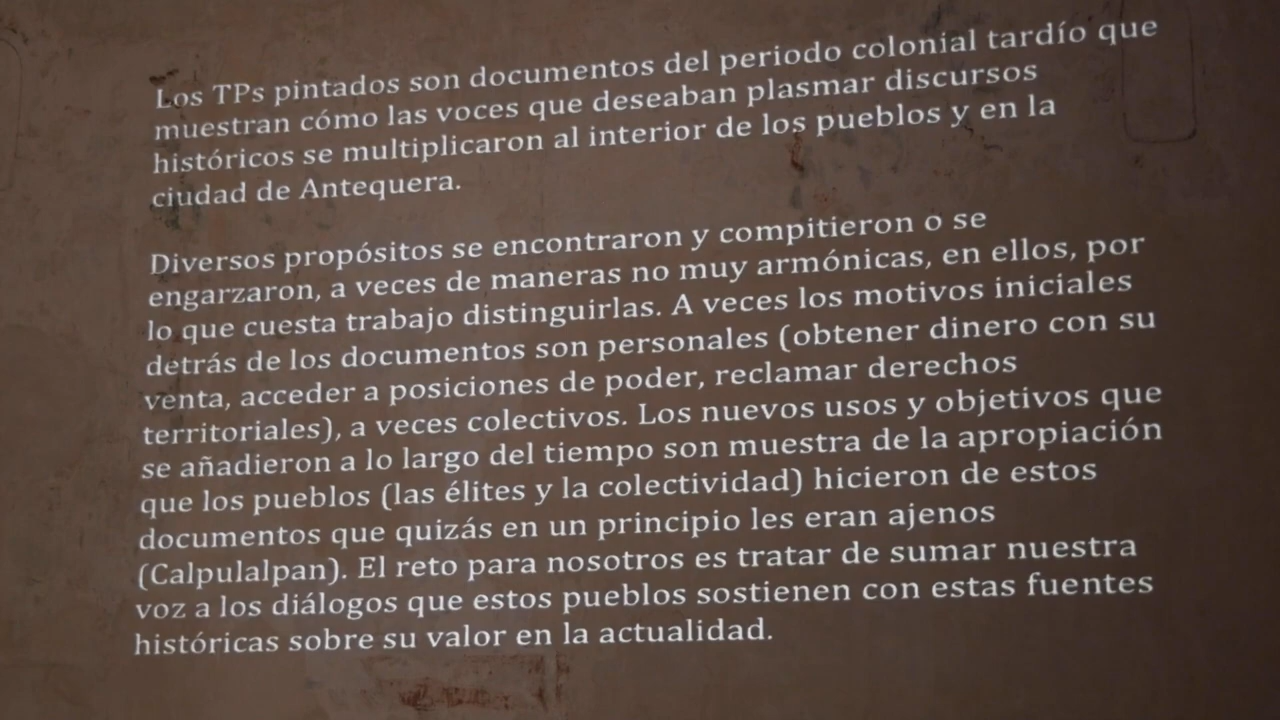 Los TPs pintados son documentos del periodo colonial tardío que
muestran cómo las voces que deseaban plasmar discursos
históricos se multiplicaron al interior de los pueblos y en la
ciudad de Antequera.
Diversos propósitos se encontraron y compitieron o se
engarzaron, a veces de maneras no muy armónicas, en ellos, por
lo que cuesta trabajo distinguirlas. A veces los motivos iniciales
detrás de los documentos son personales (obtener dinero con su
venta, acceder a posiciones de poder, reclamar derechos
territoriales), a veces colectivos. Los nuevos usos y objetivos que
se añadieron a lo largo del tiempo son muestra de la apropiación
que los pueblos (las élites y la colectividad) hicieron de estos
documentos que quizás en un principio les eran ajenos
(Calpulalpan). El reto para nosotros es tratar de sumar nuestra
voz a los diálogos que estos pueblos sostienen con estas fuentes
históricas sobre su valor en la actualidad.